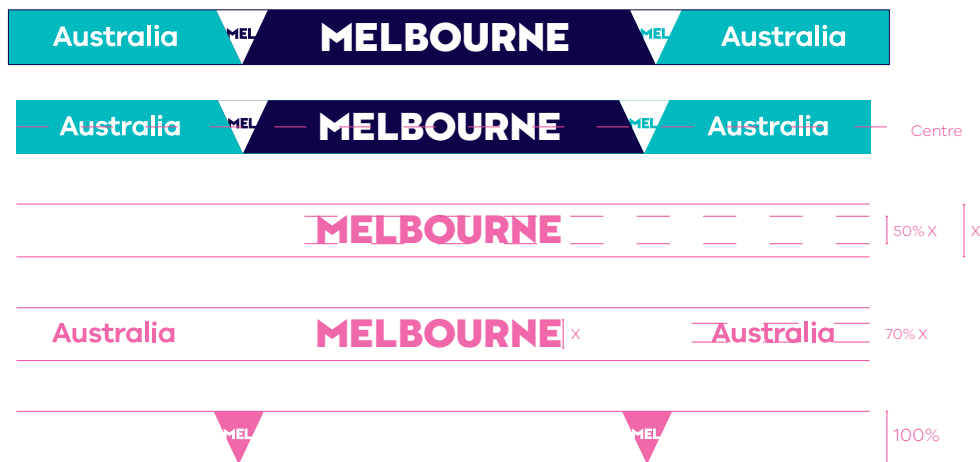 Australia MEL MELBOURNE MEL Australia
Australia MEL MELBOURNE MEL Australia Centre
MELBOURNE 50% X X
Australia MELBOURNE X Australia 70% X
MEL MEL 100%